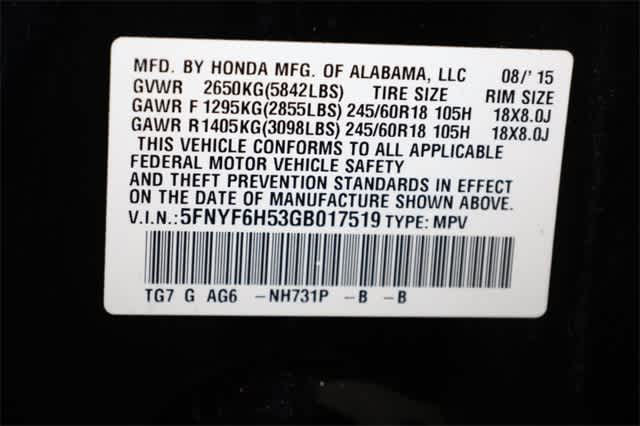 MFD. BY HONDA MFG. OF ALABAMA, LLC 08/'15
GVWR 2650KG(5842LBS) TIRE SIZE RIM SIZE
GAWR F 1295KG(2855LBS) 245/60R18 105H 18X8.0J
GAWR R1405KG(3098LBS) 245/60R18 105H 18X8.0J
THIS VEHICLE CONFORMS TO ALL APPLICABLE
FEDERAL MOTOR VEHICLE SAFETY
AND THEFT PREVENTION STANDARDS IN EFFECT
ON THE DATE OF MANUFACTURE SHOWN ABOVE.
V.I.N.: 5FNYF6H53GB017519 TYPE: MPV
TG7 G AG6 -NH731P -B -B